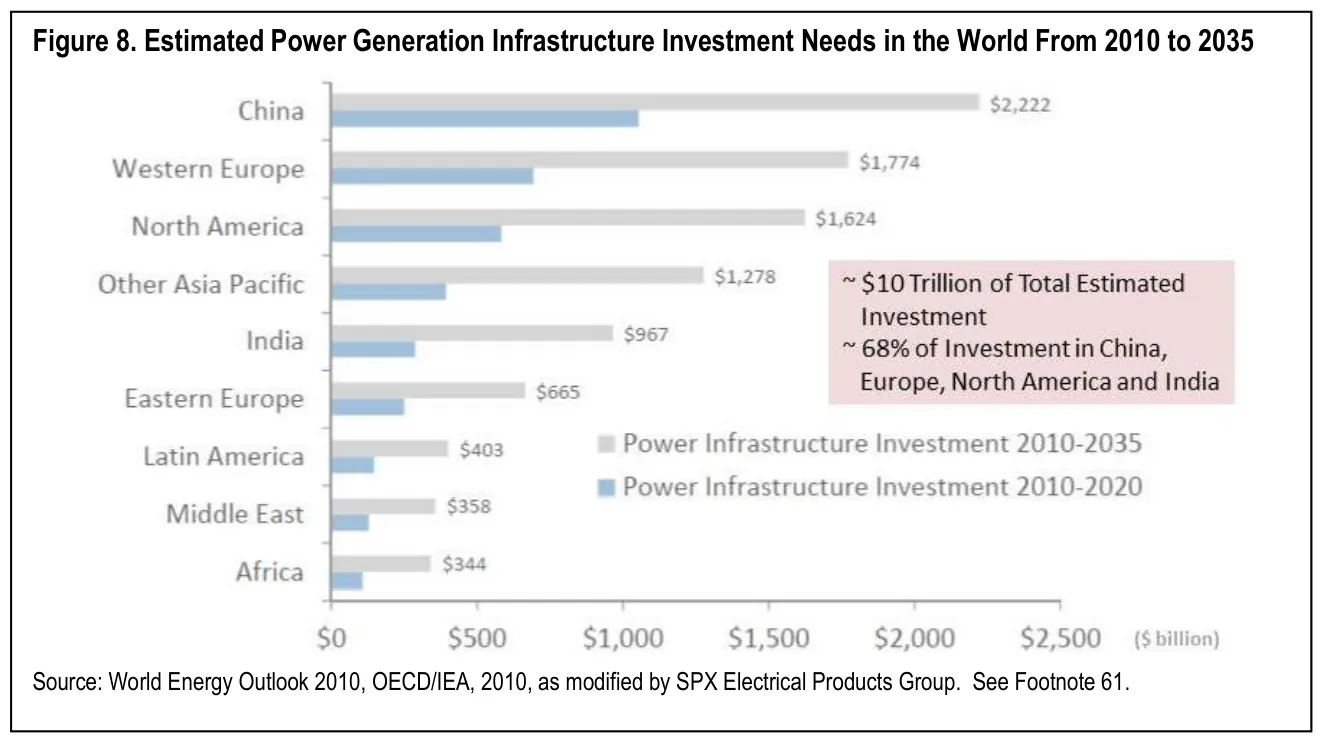 Figure 8. Estimated Power Generation Infrastructure Investment Needs in the World From 2010 to 2035
China
$2,222
Western Europe
$1,774
North America
$1,624
Other Asia Pacific
$1,278
India
$967
Eastern Europe
$665
Latin America
$403
Middle East
$358
Africa
$344
~ $10 Trillion of Total Estimated
Investment
~ 68% of Investment in China,
Europe, North America and India
Power Infrastructure Investment 2010-2035
Power Infrastructure Investment 2010-2020
$0 $500 $1,000 $1,500 $2,000 $2,500 ($ billion)
Source: World Energy Outlook 2010, OECD/IEA, 2010, as modified by SPX Electrical Products Group. See Footnote 61.